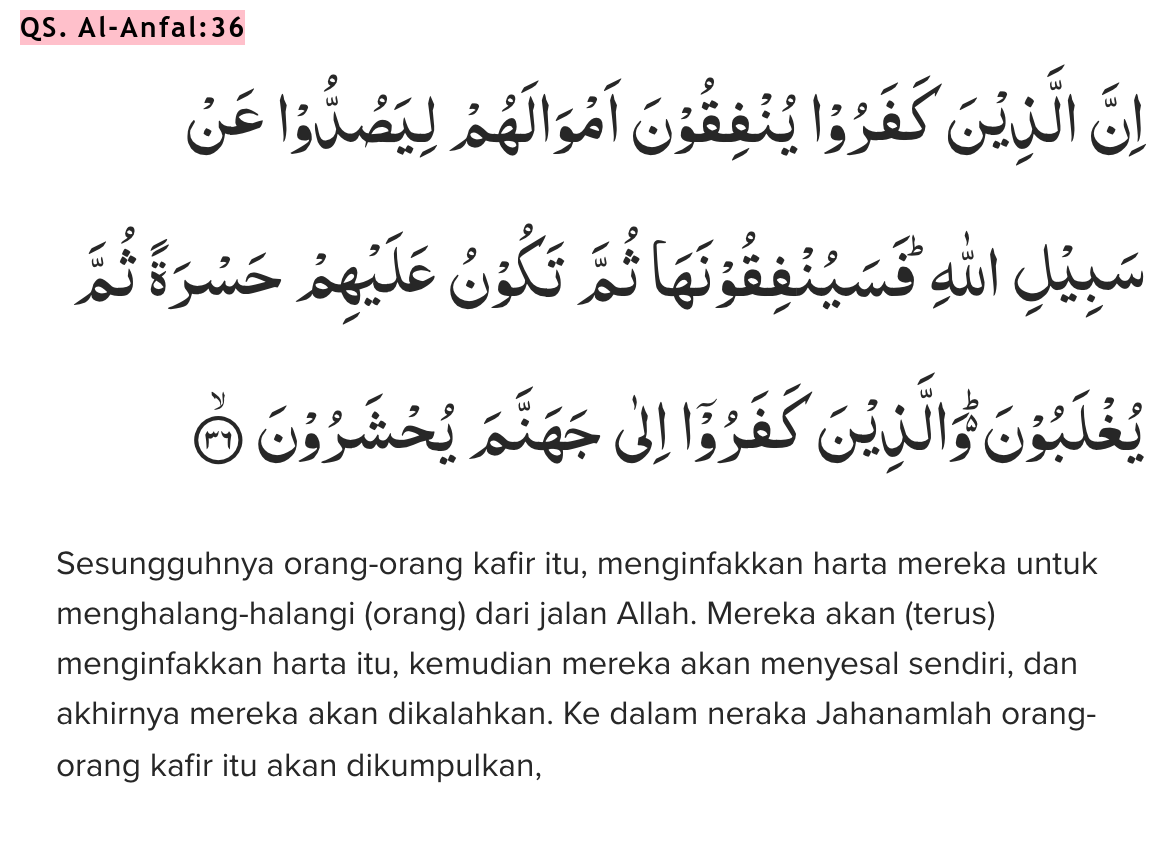 QS. Al-Anfal:36
اِنَّ الَّذِيْنَ كَفَرُوْا يُنْفِقُوْنَ اَمْوَالَهُمْ لِيَصُدُّوْا عَنْ
سَبِيْلِ اللّٰهِ ۗفَسَيُنْفِقُوْنَهَا ثُمَّ تَكُوْنُ عَلَيْهِمْ حَسْرَةً ثُمَّ
يُغْلَبُوْنَ ەۗ وَالَّذِيْنَ كَفَرُوْٓا اِلٰى جَهَنَّمَ يُحْشَرُوْنَۙ ٣٦
Sesungguhnya orang-orang kafir itu, menginfakkan harta mereka untuk
menghalang-halangi (orang) dari jalan Allah. Mereka akan (terus)
menginfakkan harta itu, kemudian mereka akan menyesal sendiri, dan
akhirnya mereka akan dikalahkan. Ke dalam neraka Jahanamlah orang-
orang kafir itu akan dikumpulkan,